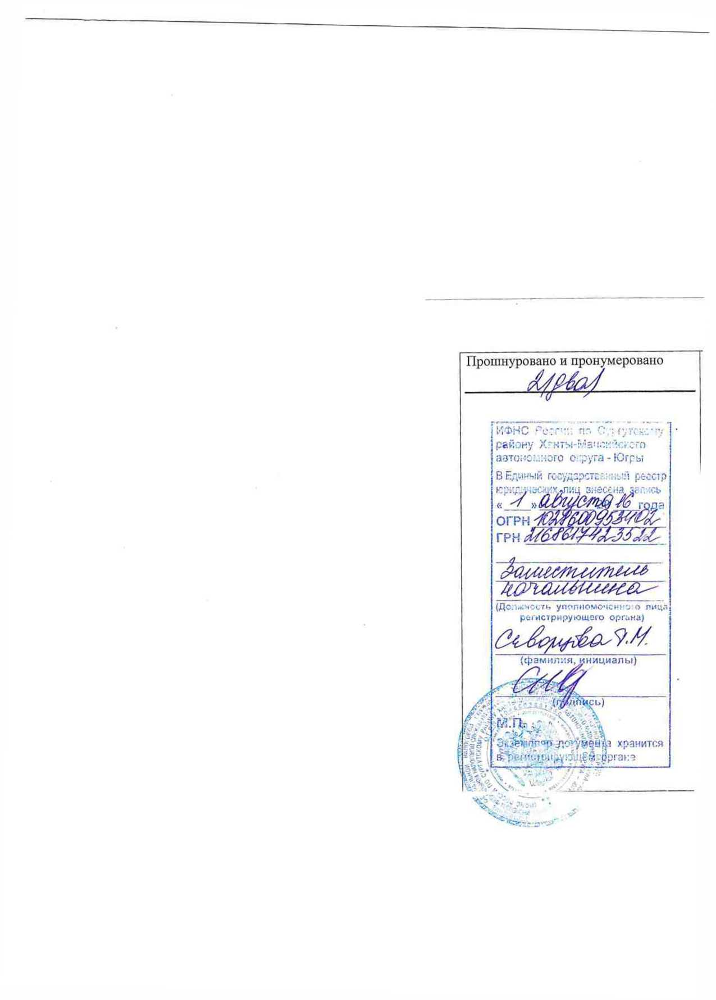 Прошнуровано и пронумеровано
2/два/
ИФНС России по Сургутскому
району Ханты-Мансийского
автономного округа - Югры
В Единый государственный реестр
юридических лиц внесена запись
« 1 » августа 2016 года
ОГРН 1028600953402
ГРН 2168617423522
Заместитель
начальника
(Должность уполномоченного лица
регистрирующего органа)
Скворцова Т.М.
(фамилия, инициалы)
(подпись)
М.П.
Экземпляр документа хранится
в регистрирующем органе